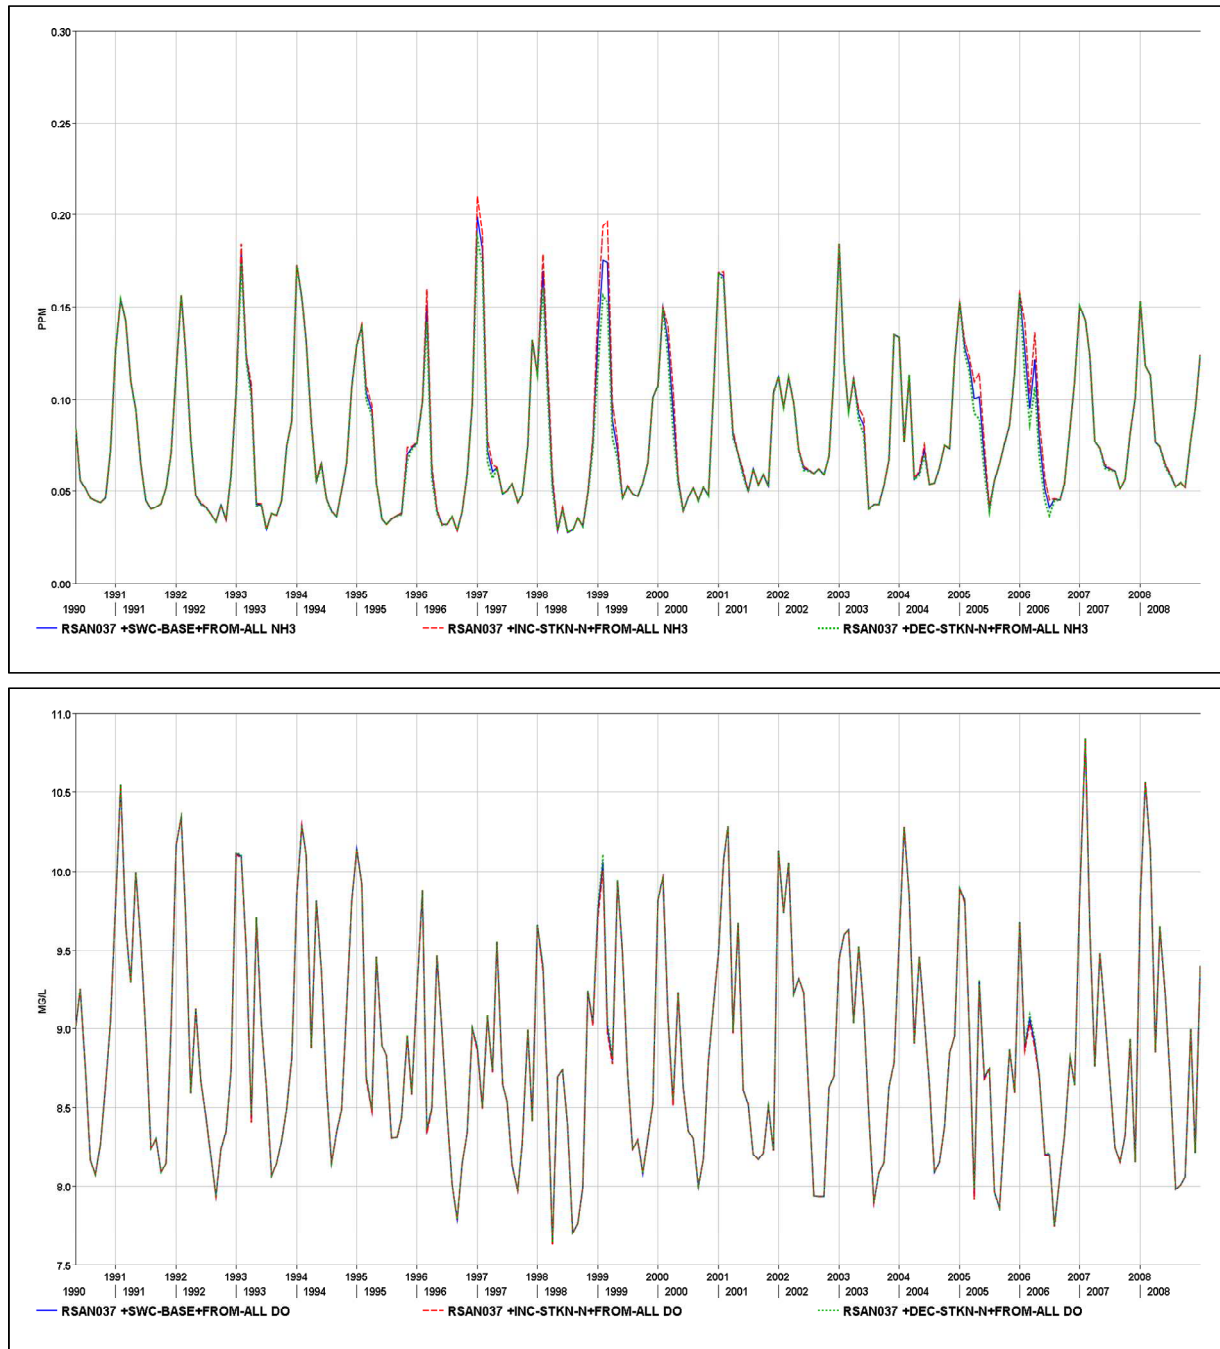 0.30
0.25
0.20
0.15
0.10
0.05
0.00
PPM
1991 1992 1993 1994 1995 1996 1997 1998 1999 2000 2001 2002 2003 2004 2005 2006 2007 2008
1990 | 1991 | 1992 | 1993 | 1994 | 1995 | 1996 | 1997 | 1998 | 1999 | 2000 | 2001 | 2002 | 2003 | 2004 | 2005 | 2006 | 2007 | 2008
RSAN037 +SWC-BASE+FROM-ALL NH3 RSAN037 +INC-STKN-N+FROM-ALL NH3 RSAN037 +DEC-STKN-N+FROM-ALL NH3
11.0
10.5
10.0
9.5
9.0
8.5
8.0
7.5
MG/L
1991 1992 1993 1994 1995 1996 1997 1998 1999 2000 2001 2002 2003 2004 2005 2006 2007 2008
1990 | 1991 | 1992 | 1993 | 1994 | 1995 | 1996 | 1997 | 1998 | 1999 | 2000 | 2001 | 2002 | 2003 | 2004 | 2005 | 2006 | 2007 | 2008
RSAN037 +SWC-BASE+FROM-ALL DO RSAN037 +INC-STKN-N+FROM-ALL DO RSAN037 +DEC-STKN-N+FROM-ALL DO